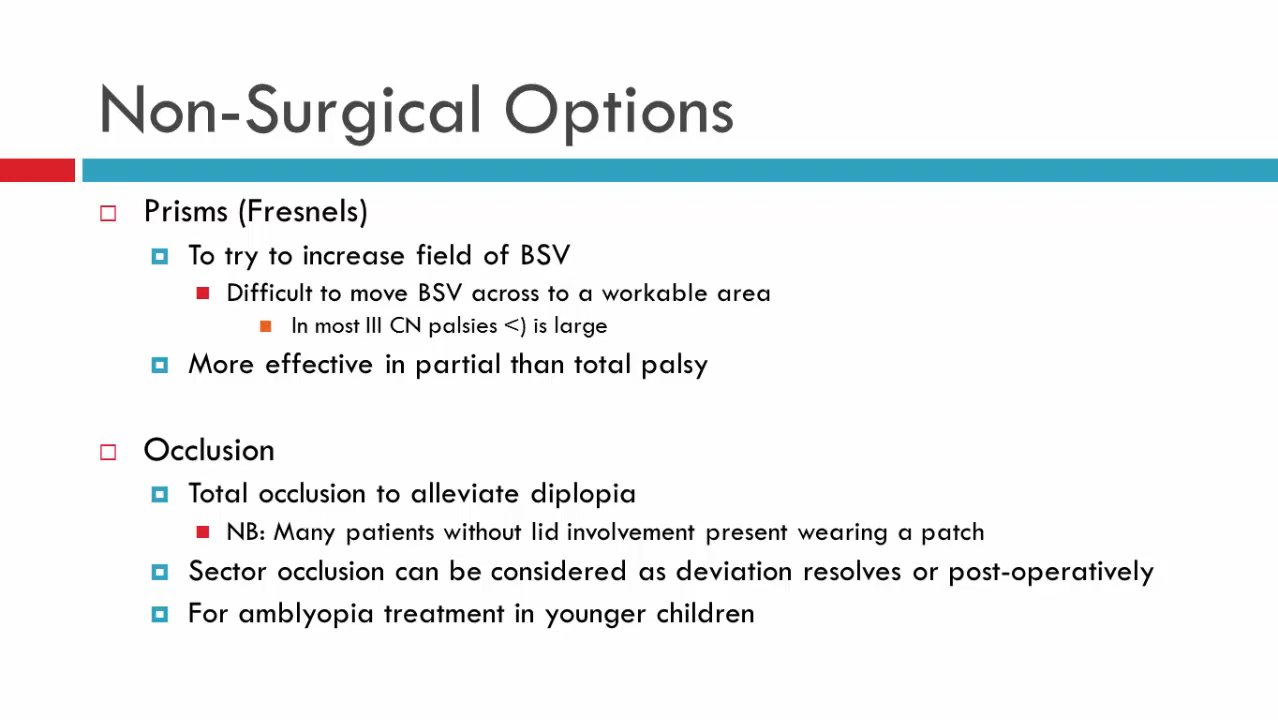 Non-Surgical Options
Prisms (Fresnels)
To try to increase field of BSV
Difficult to move BSV across to a workable area
In most III CN palsies <) is large
More effective in partial than total palsy
Occlusion
Total occlusion to alleviate diplopia
NB: Many patients without lid involvement present wearing a patch
Sector occlusion can be considered as deviation resolves or post-operatively
For amblyopia treatment in younger children